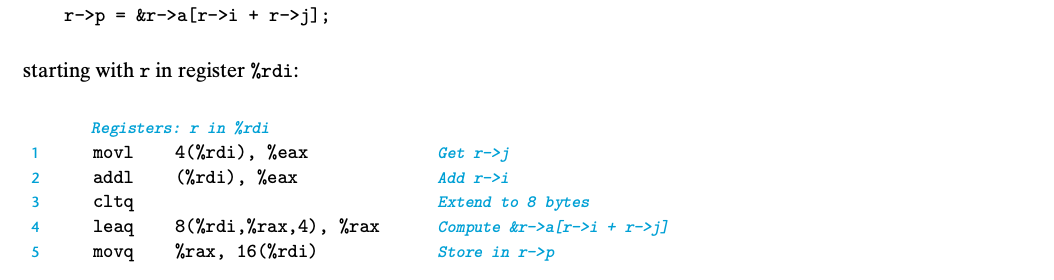 r->p = &r->a[r->i + r->j];
starting with r in register %rdi:
Registers: r in %rdi
1 movl 4(%rdi), %eax Get r->j
2 addl (%rdi), %eax Add r->i
3 cltq Extend to 8 bytes
4 leaq 8(%rdi,%rax,4), %rax Compute &r->a[r->i + r->j]
5 movq %rax, 16(%rdi) Store in r->p